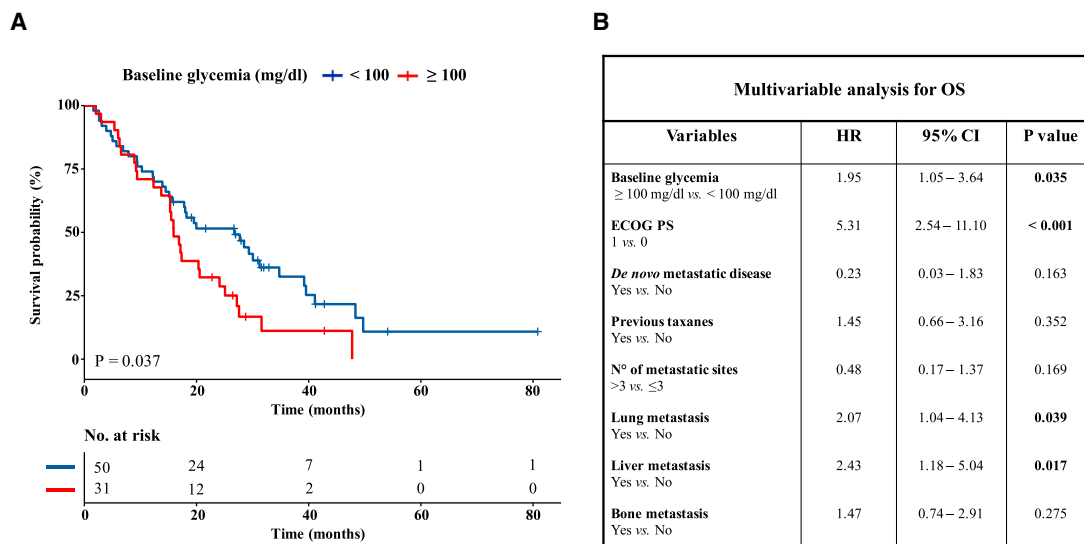 A
Baseline glycemia (mg/dl) < 100 ≥ 100
Survival probability (%)
100
75
50
25
0
P = 0.037
0 20 40 60 80
Time (months)
No. at risk
50 24 7 1 1
31 12 2 0 0
0 20 40 60 80
Time (months)
B
Multivariable analysis for OS
Variables HR 95% CI P value
Baseline glycemia 1.95 1.05 – 3.64 0.035
≥ 100 mg/dl vs. < 100 mg/dl
ECOG PS 5.31 2.54 – 11.10 < 0.001
1 vs. 0
De novo metastatic disease 0.23 0.03 – 1.83 0.163
Yes vs. No
Previous taxanes 1.45 0.66 – 3.16 0.352
Yes vs. No
N° of metastatic sites 0.48 0.17 – 1.37 0.169
>3 vs. ≤3
Lung metastasis 2.07 1.04 – 4.13 0.039
Yes vs. No
Liver metastasis 2.43 1.18 – 5.04 0.017
Yes vs. No
Bone metastasis 1.47 0.74 – 2.91 0.275
Yes vs. No